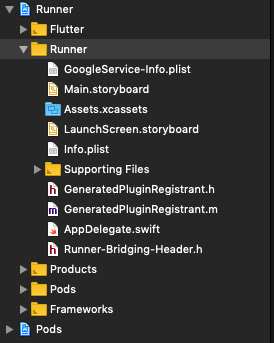 Runner
Flutter
Runner
GoogleService-Info.plist
Main.storyboard
Assets.xcassets
LaunchScreen.storyboard
Info.plist
Supporting Files
h GeneratedPluginRegistrant.h
m GeneratedPluginRegistrant.m
AppDelegate.swift
h Runner-Bridging-Header.h
Products
Pods
Frameworks
Pods